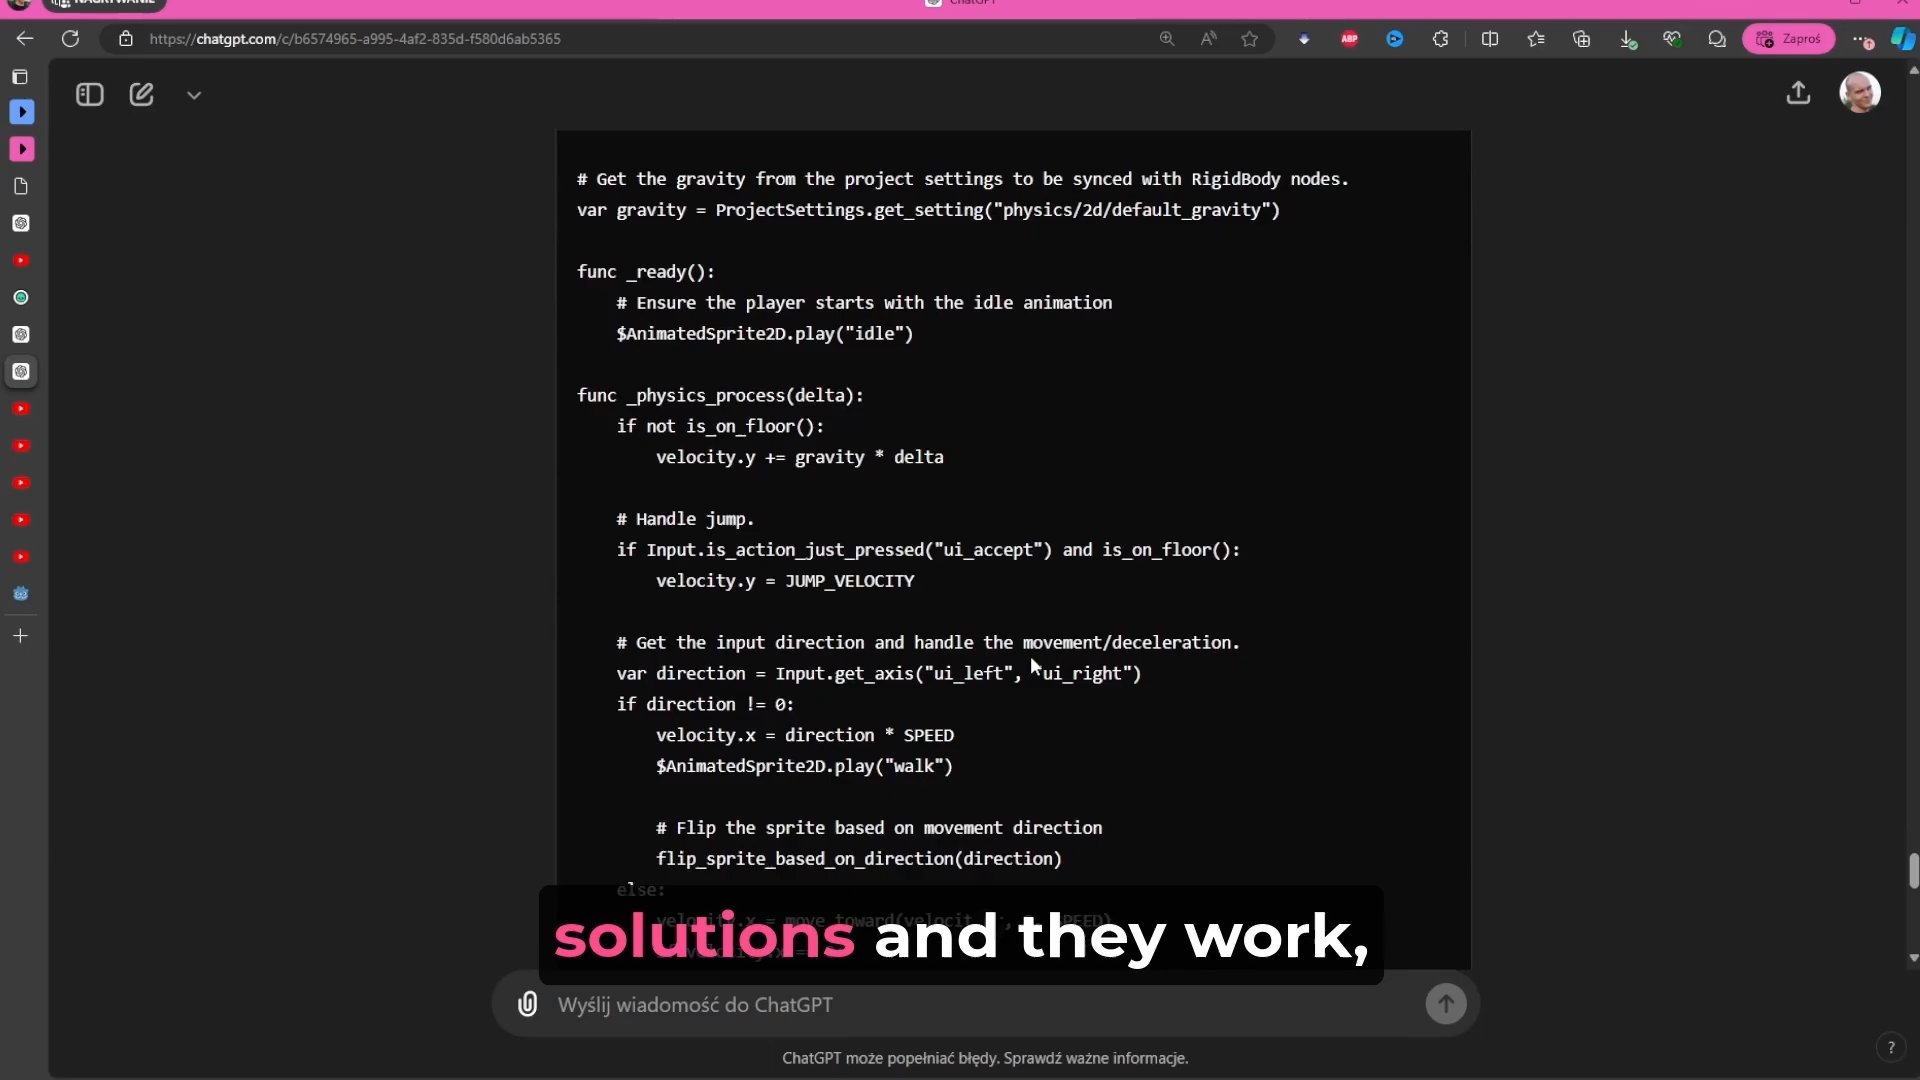 NAGRYWANIE
ChatGPT
https://chatgpt.com/c/b6574965-a995-4af2-835d-f580d6ab5365
ABP
Zaproś
# Get the gravity from the project settings to be synced with RigidBody nodes.
var gravity = ProjectSettings.get_setting("physics/2d/default_gravity")
func _ready():
# Ensure the player starts with the idle animation
$AnimatedSprite2D.play("idle")
func _physics_process(delta):
if not is_on_floor():
velocity.y += gravity * delta
# Handle jump.
if Input.is_action_just_pressed("ui_accept") and is_on_floor():
velocity.y = JUMP_VELOCITY
# Get the input direction and handle the movement/deceleration.
var direction = Input.get_axis("ui_left", "ui_right")
if direction != 0:
velocity.x = direction * SPEED
$AnimatedSprite2D.play("walk")
# Flip the sprite based on movement direction
flip_sprite_based_on_direction(direction)
else:
solutions and they work,
Wyślij wiadomość do ChatGPT
ChatGPT może popełniać błędy. Sprawdź ważne informacje.
?